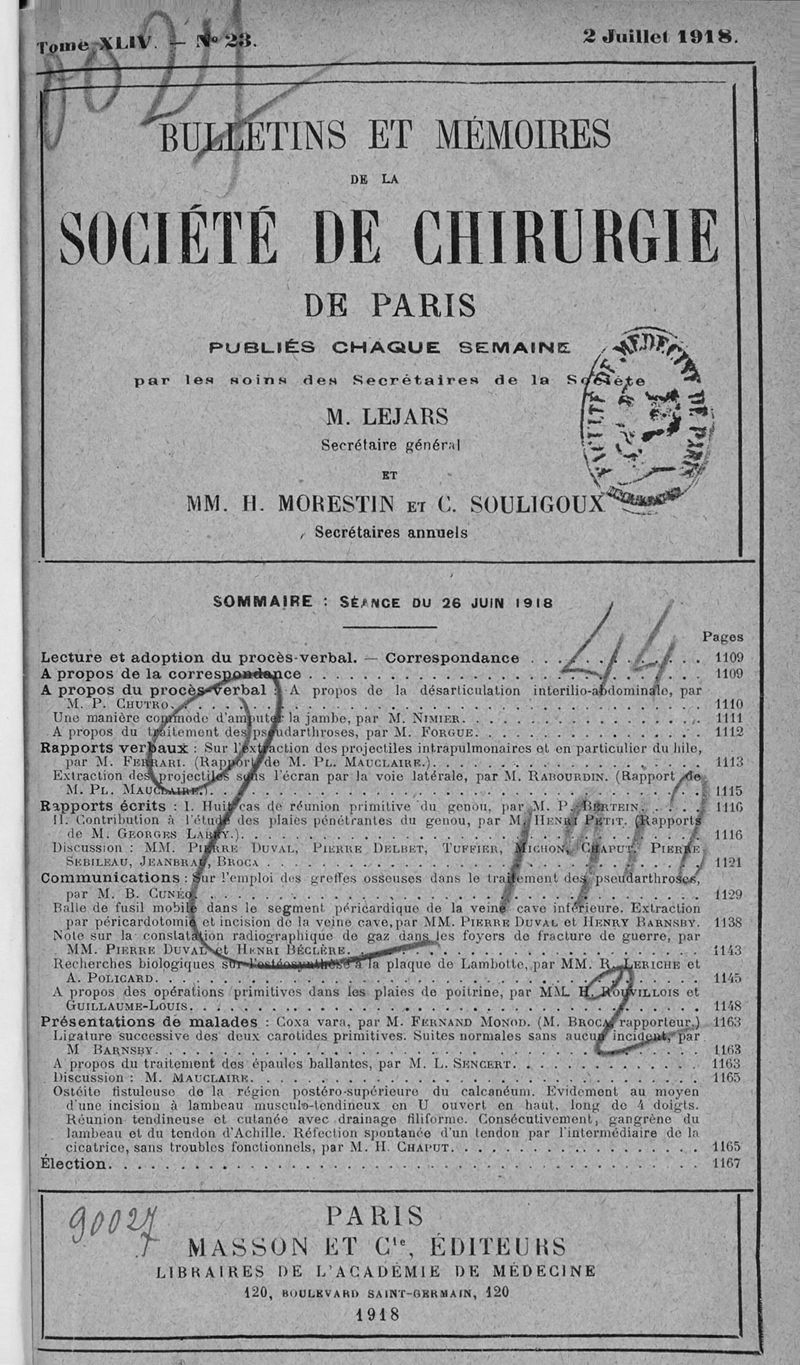 Tome XLIV. — N° 23. 2 Juillet 1918.
BULLETINS ET MÉMOIRES
DE LA
SOCIÉTÉ DE CHIRURGIE
DE PARIS
PUBLIÉS CHAQUE SEMAINE
par les soins des Secrétaires de la Société
M. LEJARS
Secrétaire général
ET
MM. H. MORESTIN ET C. SOULIGOUX
Secrétaires annuels
SOMMAIRE : SÉANCE DU 26 JUIN 1918
Pages
Lecture et adoption du procès-verbal. — Correspondance . . . . . . . . . 1109
A propos de la correspondance . . . . . . . . . . . . . . . . . . . . 1109
A propos du procès-verbal : A propos de la désarticulation interilio-abdominale, par
M. P. CHUTRO. . . . . . . . . . . . . . . . . . . . . . . . . . . 1110
Une manière commode d'amputer la jambe, par M. NIMIER. . . . . . . . . . . . . 1111
A propos du traitement des pseudarthroses, par M. FORGUE. . . . . . . . . . . . 1112
Rapports verbaux : Sur l'extraction des projectiles intrapulmonaires et en particulier du hile,
par M. FERRARI. (Rapport de M. PL. MAUCLAIRE.). . . . . . . . . . . . . . . 1113
Extraction des projectiles sous l'écran par la voie latérale, par M. RABOURDIN. (Rapport de
M. PL. MAUCLAIRE.). . . . . . . . . . . . . . . . . . . . . . . . . 1115
Rapports écrits : I. Huit cas de réunion primitive du genou, par M. P. BERTEIN. . . . . 1116
II. Contribution à l'étude des plaies pénétrantes du genou, par M. HENRI PETIT. (Rapports
de M. GEORGES LABEY.). . . . . . . . . . . . . . . . . . . . . . . . 1116
Discussion : MM. PIERRE DUVAL, PIERRE DELBET, TUFFIER, MICHON, CHAPUT, PIERRE
SEBILEAU, JEANBRAU, BROCA . . . . . . . . . . . . . . . . . . . . . . 1121
Communications : Sur l'emploi des greffes osseuses dans le traitement des pseudarthroses,
par M. B. CUNÉO. . . . . . . . . . . . . . . . . . . . . . . . . . 1129
Balle de fusil mobile dans le segment péricardique de la veine cave inférieure. Extraction
par péricardotomie et incision de la veine cave, par MM. PIERRE DUVAL et HENRY BARNSBY. 1138
Note sur la constatation radiographique de gaz dans les foyers de fracture de guerre, par
MM. PIERRE DUVAL et HENRI BÉCLÈRE. . . . . . . . . . . . . . . . . . . 1143
Recherches biologiques sur l'ostéosynthèse à la plaque de Lambotte, par MM. R. LERICHE et
A. POLICARD. . . . . . . . . . . . . . . . . . . . . . . . . . . . 1145
A propos des opérations primitives dans les plaies de poitrine, par MM. H. ROUVILLOIS et
GUILLAUME-LOUIS. . . . . . . . . . . . . . . . . . . . . . . . . . 1148
Présentations de malades : Coxa vara, par M. FERNAND MONOD. (M. BROCA rapporteur.) 1163
Ligature successive des deux carotides primitives. Suites normales sans aucun incident, par
M BARNSBY. . . . . . . . . . . . . . . . . . . . . . . . . . . . . 1163
A propos du traitement des épaules ballantes, par M. L. SENCERT. . . . . . . . . . 1163
Discussion : M. MAUCLAIRE. . . . . . . . . . . . . . . . . . . . . . . 1165
Ostéite fistuleuse de la région postéro-supérieure du calcanéum. Evidement au moyen
d'une incision à lambeau musculo-tendineux en U ouvert en haut, long de 4 doigts.
Réunion tendineuse et cutanée avec drainage filiforme. Consécutivement, gangrène du
lambeau et du tendon d'Achille. Réfection spontanée d'un tendon par l'intermédiaire de la
cicatrice, sans troubles fonctionnels, par M. H. CHAPUT. . . . . . . . . . . . . . 1165
Élection. . . . . . . . . . . . . . . . . . . . . . . . . . . . . . 1167
90027
PARIS
MASSON ET Cie, ÉDITEURS
LIBRAIRES DE L'ACADÉMIE DE MÉDECINE
120, BOULEVARD SAINT-GERMAIN, 120
1918